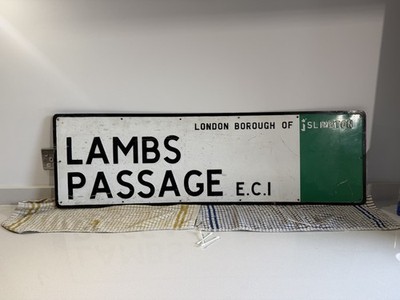 LONDON BOROUGH OF ISLINGTON
LAMBS
PASSAGE E.C.1